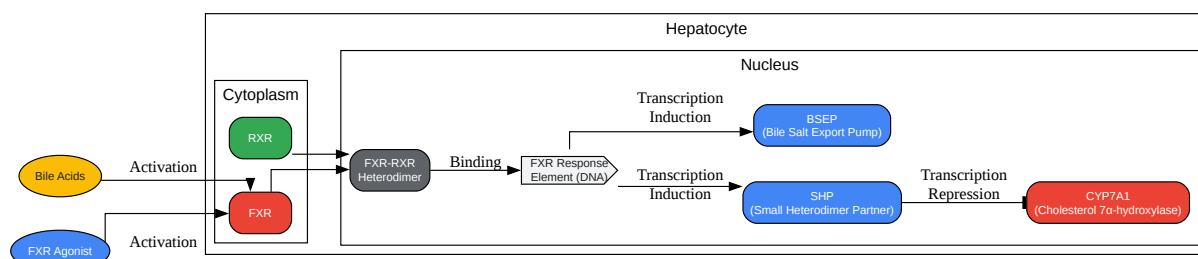 Hepatocyte
Nucleus
Cytoplasm
RXR
FXR
Bile Acids
Activation
FXR Agonist
Activation
FXR-RXR
Heterodimer
Binding
FXR Response
Element (DNA)
Transcription
Induction
BSEP
(Bile Salt Export Pump)
Transcription
Induction
SHP
(Small Heterodimer Partner)
Transcription
Repression
CYP7A1
(Cholesterol 7α-hydroxylase)